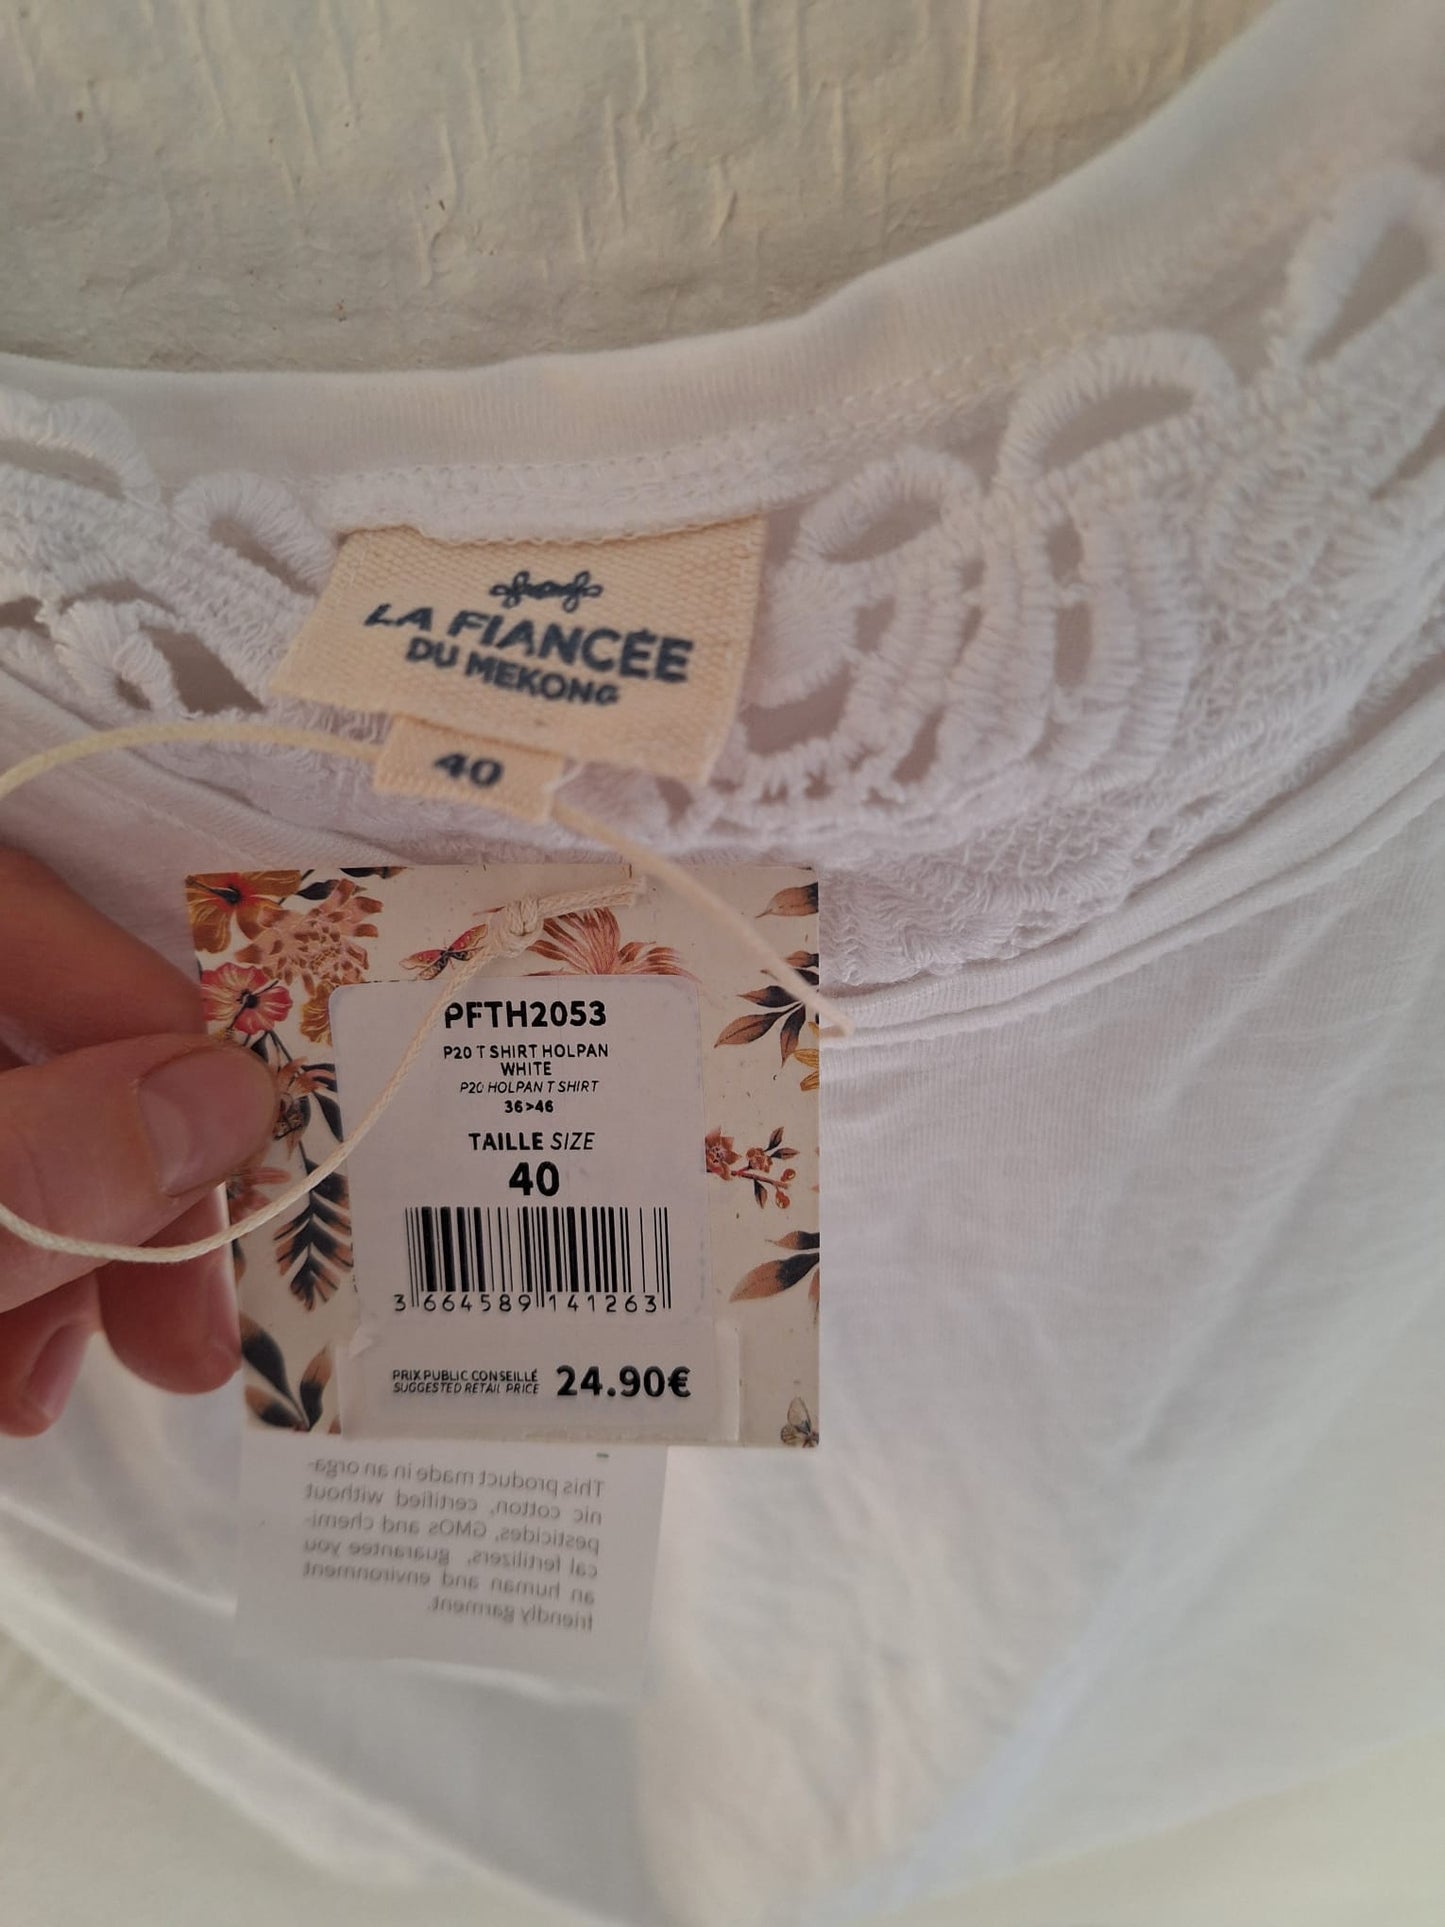 LA FIANCÉE
DU MEKONG
40
PFTH2053
P20 T SHIRT HOLPAN
WHITE
P20 HOLPAN T SHIRT
36>46
TAILLE SIZE
40
3 664589 141263
PRIX PUBLIC CONSEILLÉ
SUGGESTED RETAIL PRICE
24.90€
This product made in an orga-
nic cotton, certified without
pesticides, GMOs and chemi-
cal fertilizers, guarantee you
an human and environment
friendly garment.